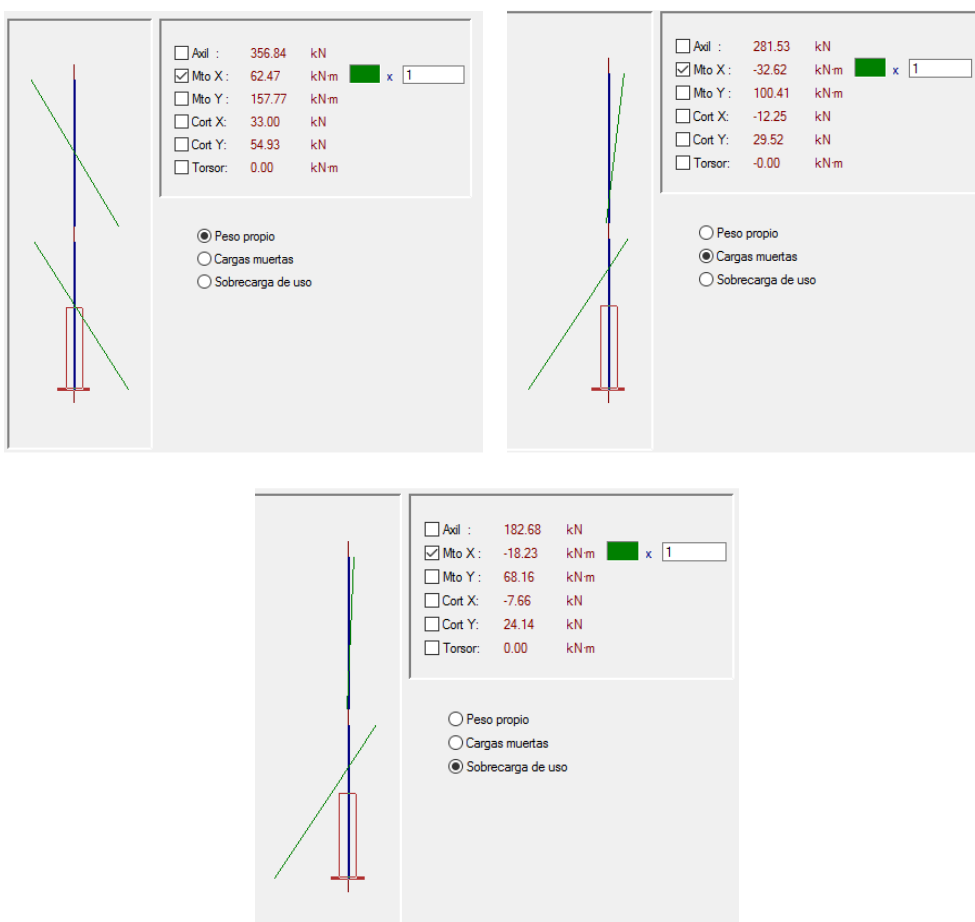 Axil : 356.84 kN
Mto X : 62.47 kN·m x 1
Mto Y : 157.77 kN·m
Cort X: 33.00 kN
Cort Y: 54.93 kN
Torsor: 0.00 kN·m
Peso propio
Cargas muertas
Sobrecarga de uso
Axil : 281.53 kN
Mto X : -32.62 kN·m x 1
Mto Y : 100.41 kN·m
Cort X: -12.25 kN
Cort Y: 29.52 kN
Torsor: -0.00 kN·m
Peso propio
Cargas muertas
Sobrecarga de uso
Axil : 182.68 kN
Mto X : -18.23 kN·m x 1
Mto Y : 68.16 kN·m
Cort X: -7.66 kN
Cort Y: 24.14 kN
Torsor: 0.00 kN·m
Peso propio
Cargas muertas
Sobrecarga de uso